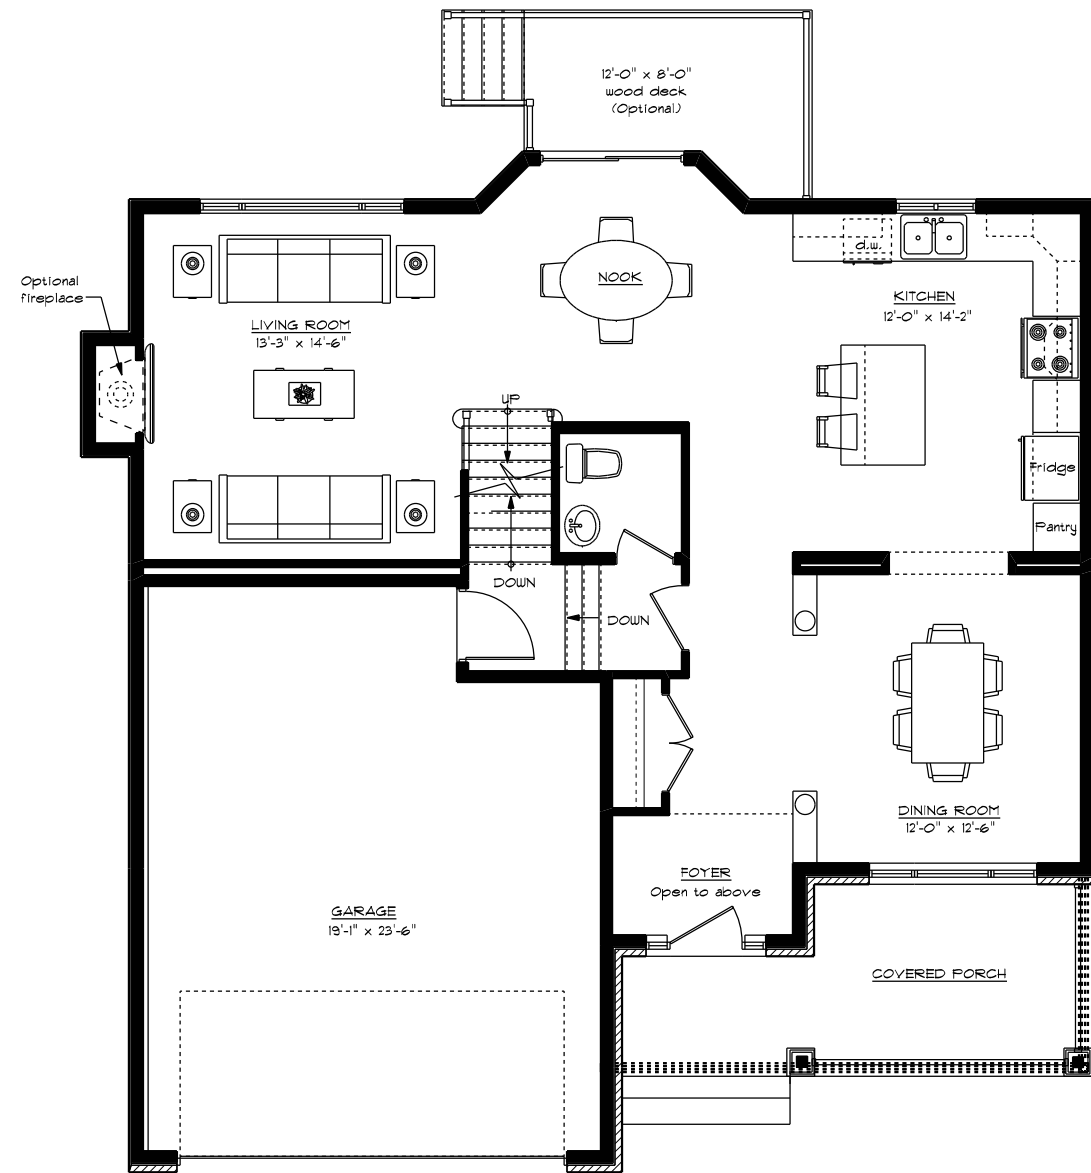 12'-0" x 8'-0"
wood deck
(Optional)
Optional
fireplace
NOOK
d.w.
KITCHEN
12'-0" x 14'-2"
LIVING ROOM
13'-3" x 14'-6"
UP
Fridge
Pantry
DOWN
DOWN
DINING ROOM
12'-0" x 12'-6"
FOYER
Open to above
GARAGE
19'-1" x 23'-6"
COVERED PORCH